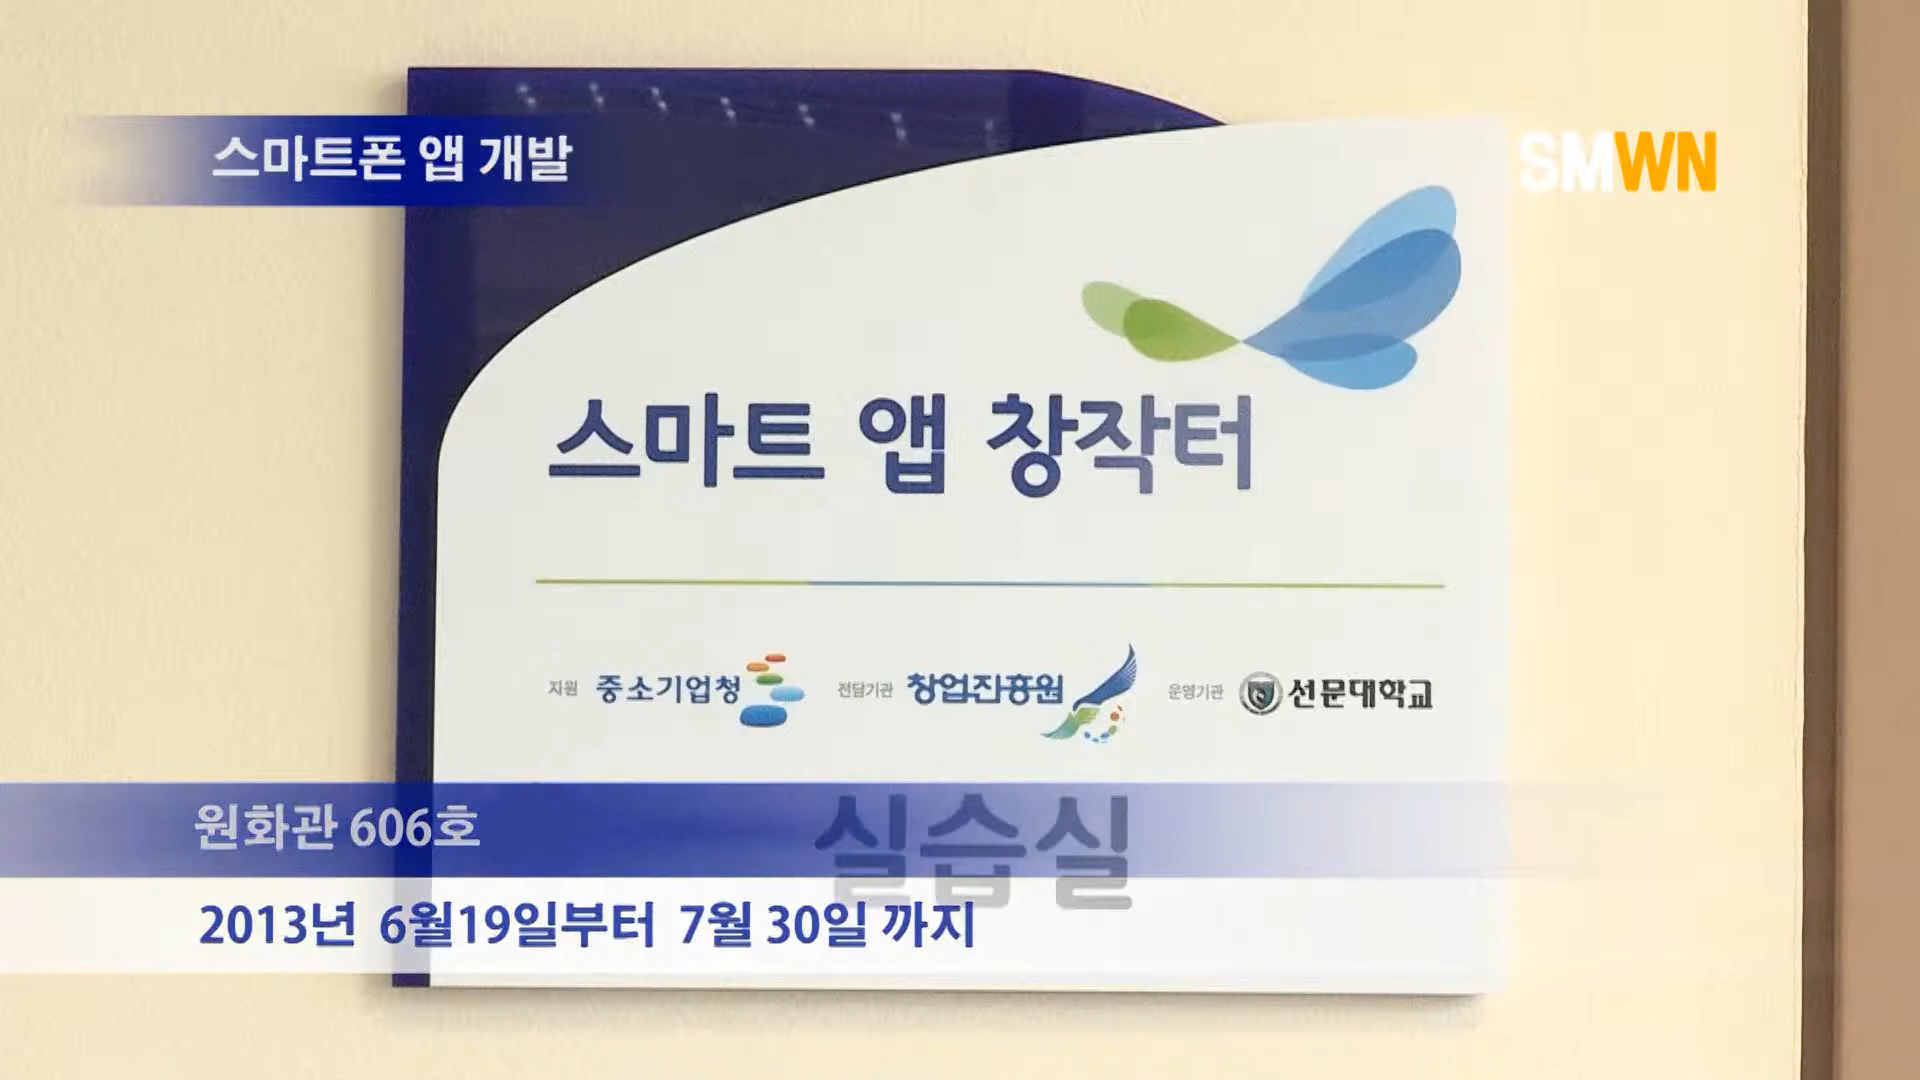 스마트폰 앱 개발
SMWN
스마트 앱 창작터
지원 중소기업청 전담기관 창업진흥원 운영기관 선문대학교
실습실
원화관 606호
2013년 6월19일부터 7월 30일 까지